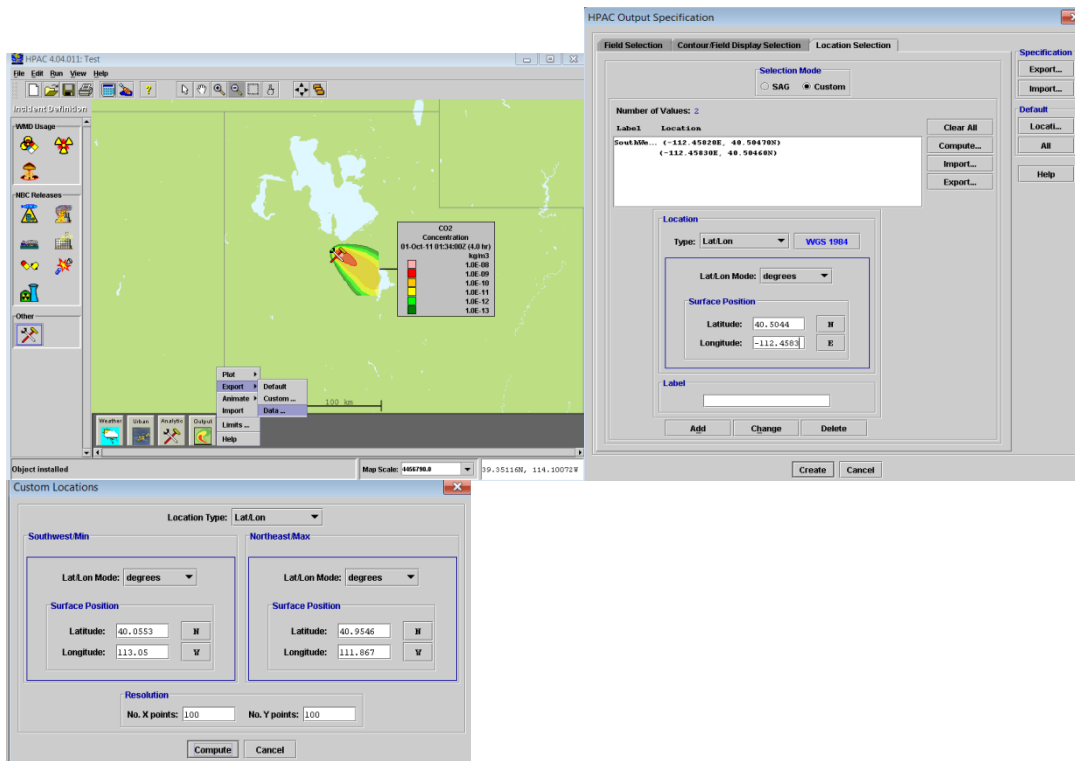 HPAC 4.04.011: Test
File Edit Run View Help
Incident Definition
WMD Usage
NBC Releases
Other
CO2
Concentration
01-Oct-11 01:34:00Z (4.0 hr)
kg/m3
1.0E-08
1.0E-09
1.0E-10
1.0E-11
1.0E-12
1.0E-13
Plot
Export
Animate
Import
Limits ...
Help
Default
Custom ...
Data ...
100 km
Weather Urban Analytic Output
Object installed
Map Scale: 4466790.0
39.35116N, 114.10072W
HPAC Output Specification
Field Selection Contour/Field Display Selection Location Selection
Selection Mode
SAG Custom
Number of Values: 2
Label Location
SouthWe... (-112.45820E, 40.50470N)
(-112.45830E, 40.50460N)
Clear All
Compute...
Import...
Export...
Location
Type: Lat/Lon WGS 1984
Lat/Lon Mode: degrees
Surface Position
Latitude: 40.5044 N
Longitude: -112.4583 E
Label
Add Change Delete
Create Cancel
Specification
Export...
Import...
Default
Locati...
All
Help
Custom Locations
Location Type: Lat/Lon
Southwest/Min
Lat/Lon Mode: degrees
Surface Position
Latitude: 40.0553 N
Longitude: 113.05 W
Northeast/Max
Lat/Lon Mode: degrees
Surface Position
Latitude: 40.9546 N
Longitude: 111.867 W
Resolution
No. X points: 100 No. Y points: 100
Compute Cancel